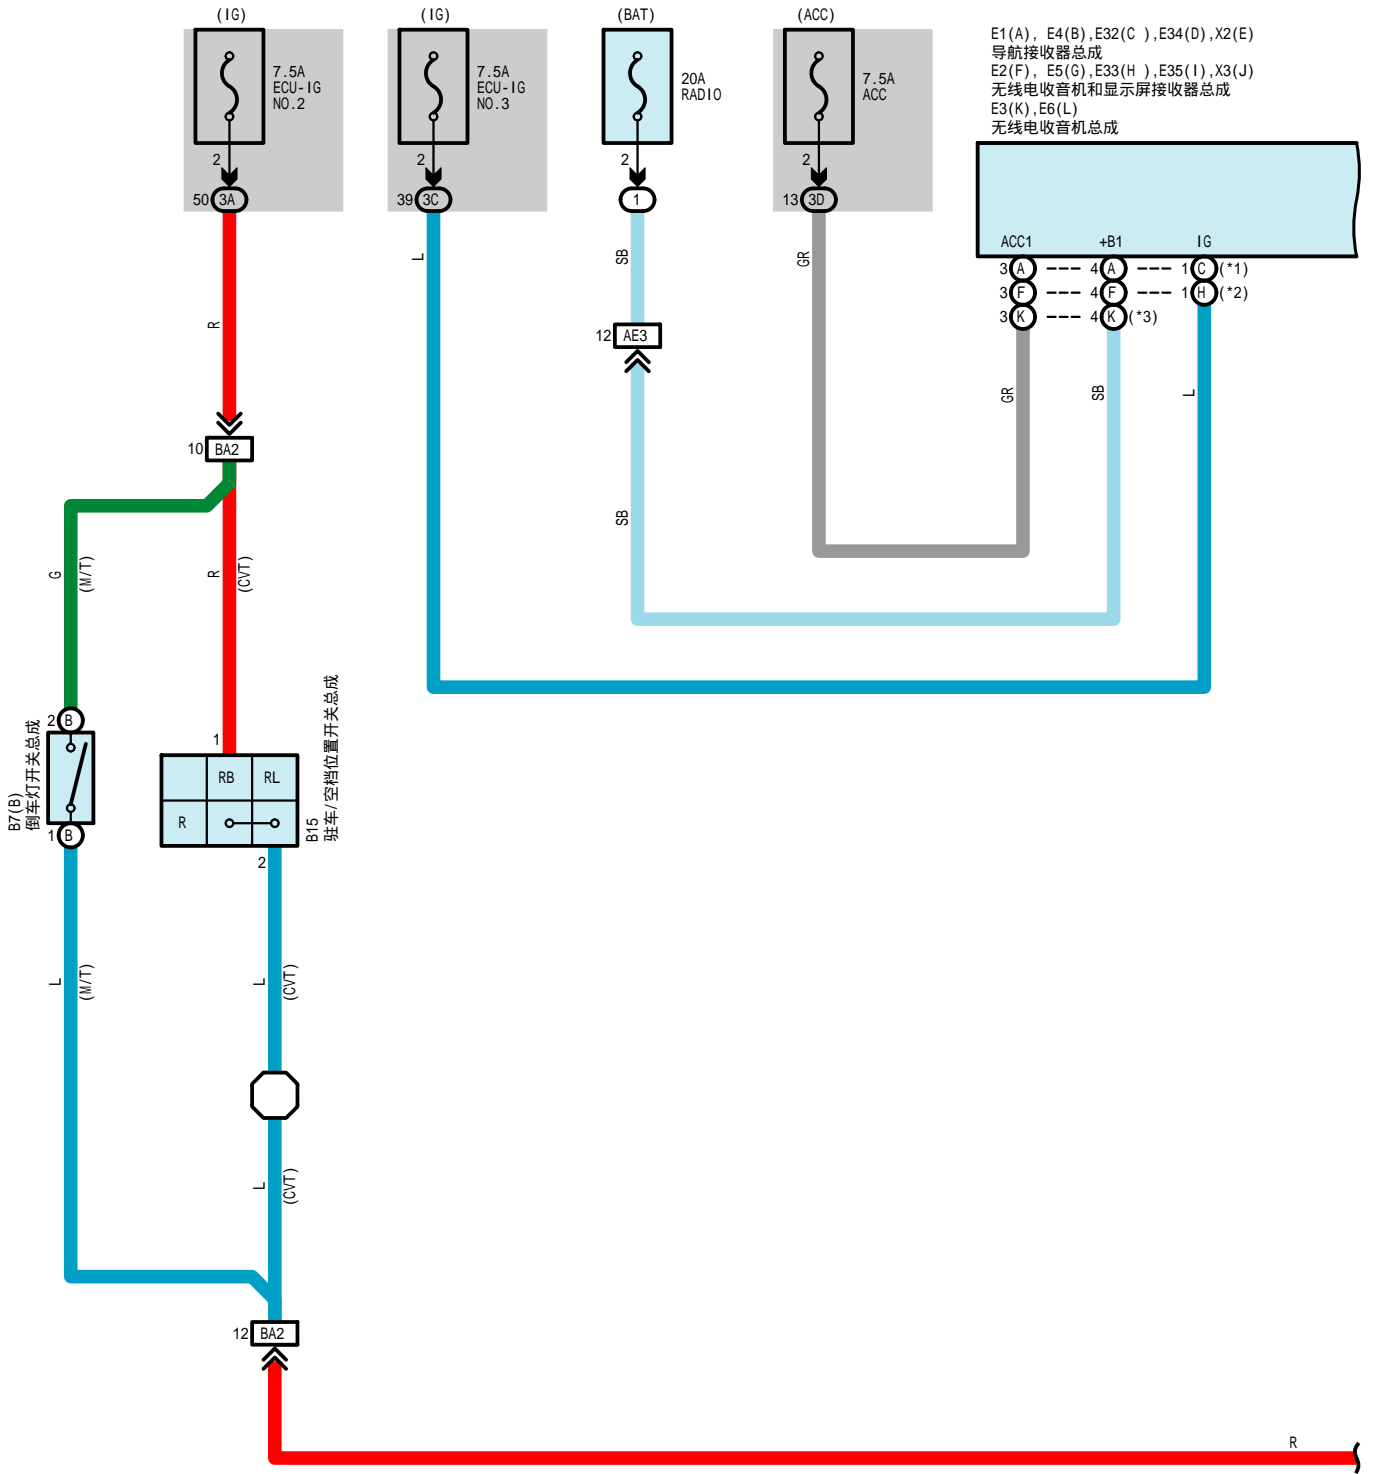 (IG)
(IG)
(BAT)
(ACC)
7.5A
ECU-IG
NO.2
7.5A
ECU-IG
NO.3
20A
RADIO
7.5A
ACC
E1(A), E4(B),E32(C ),E34(D),X2(E)
导航接收器总成
E2(F), E5(G),E33(H ),E35(I),X3(J)
无线电收音机和显示屏接收器总成
E3(K),E6(L)
无线电收音机总成
2
2
2
2
50 3A
39 3C
1
13 3D
ACC1 +B1 IG
3 A 4 A 1 C (*1)
3 F 4 F 1 H (*2)
3 K 4 K (*3)
L
SB
GR
R
12 AE3
GR
SB
L
10 BA2
SB
G
(M/T)
R
(CVT)
2 B
B7(B)
倒车灯开关总成
1 B
1
RB RL
R
B15
驻车/空档位置开关总成
2
L
(M/T)
L
(CVT)
L
(CVT)
12 BA2
R